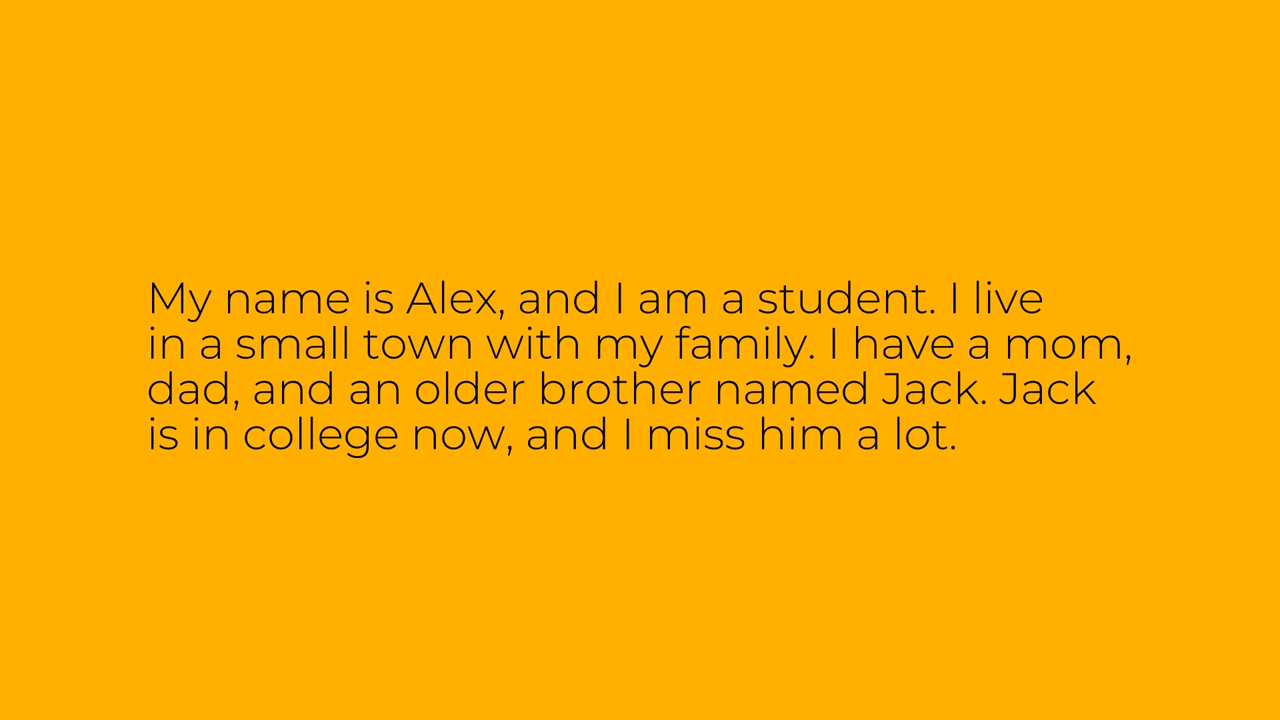 My name is Alex, and I am a student. I live
in a small town with my family. I have a mom,
dad, and an older brother named Jack. Jack
is in college now, and I miss him a lot.